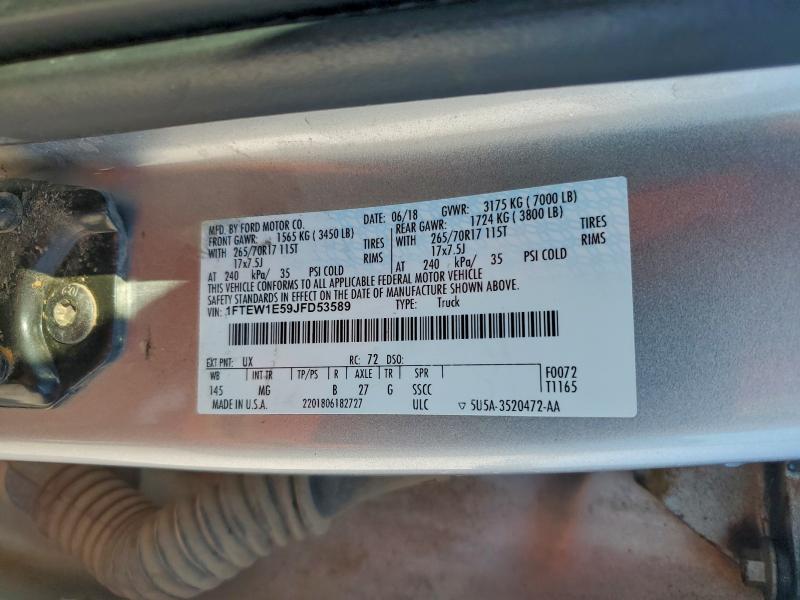 MFD. BY FORD MOTOR CO.
DATE: 06/18 GVWR: 3175 KG ( 7000 LB)
FRONT GAWR: 1565 KG ( 3450 LB)
REAR GAWR: 1724 KG ( 3800 LB)
WITH 265/70R17 115T TIRES
WITH 265/70R17 115T TIRES
17x7.5J RIMS
17x7.5J RIMS
AT 240 kPa/ 35 PSI COLD
AT 240 kPa/ 35 PSI COLD
THIS VEHICLE CONFORMS TO ALL APPLICABLE FEDERAL MOTOR VEHICLE
SAFETY STANDARDS IN EFFECT ON THE DATE OF MANUFACTURE SHOWN ABOVE.
VIN: 1FTEW1E59JFD53589 TYPE: Truck
EXT PNT: UX RC: 72 DSO:
WB INT TR TP/PS R AXLE TR SPR F0072
145 MG B 27 G SSCC T1165
MADE IN U.S.A. 2201806182727 ULC ▽ 5U5A-3520472-AA